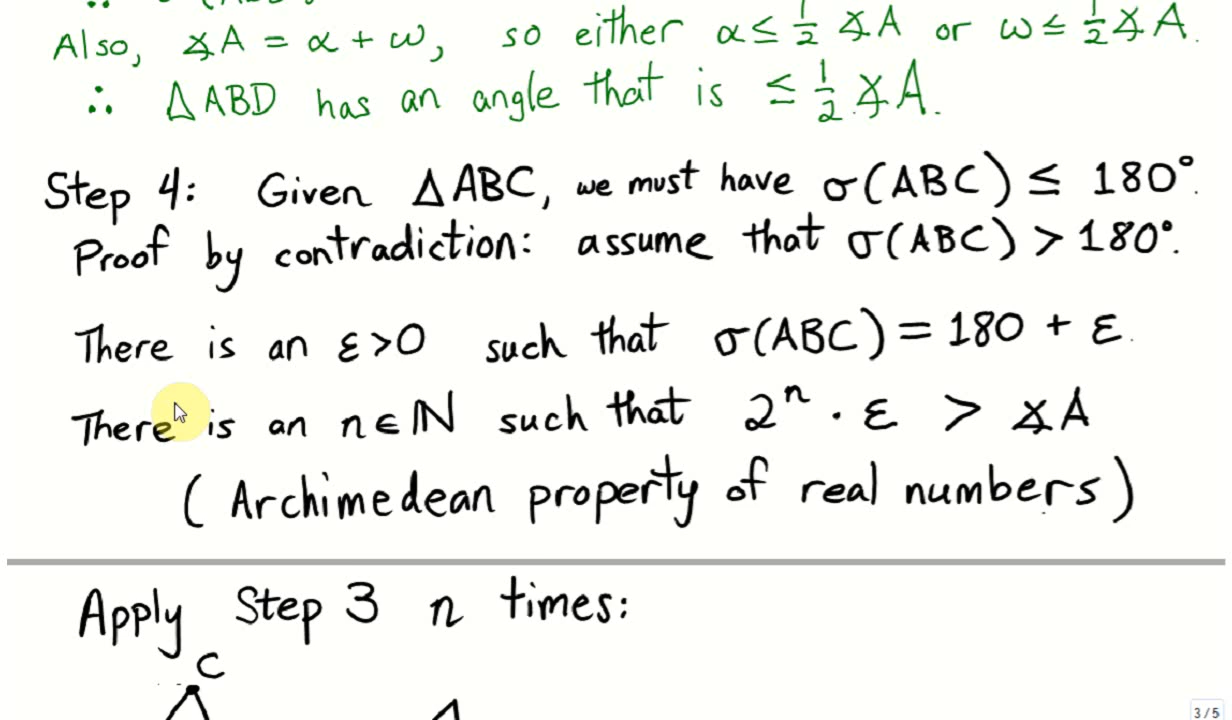 Also, ∡A = α + ω, so either α ≤ 1/2 ∡A or ω ≤ 1/2 ∡A.
∴ △ABD has an angle that is ≤ 1/2 ∡A.
Step 4: Given △ABC, we must have σ(ABC) ≤ 180°.
Proof by contradiction: assume that σ(ABC) > 180°.
There is an ε>0 such that σ(ABC) = 180 + ε.
There is an n∈ℕ such that 2ⁿ · ε > ∡A
(Archimedean property of real numbers)
Apply Step 3 n times:
C
3/5